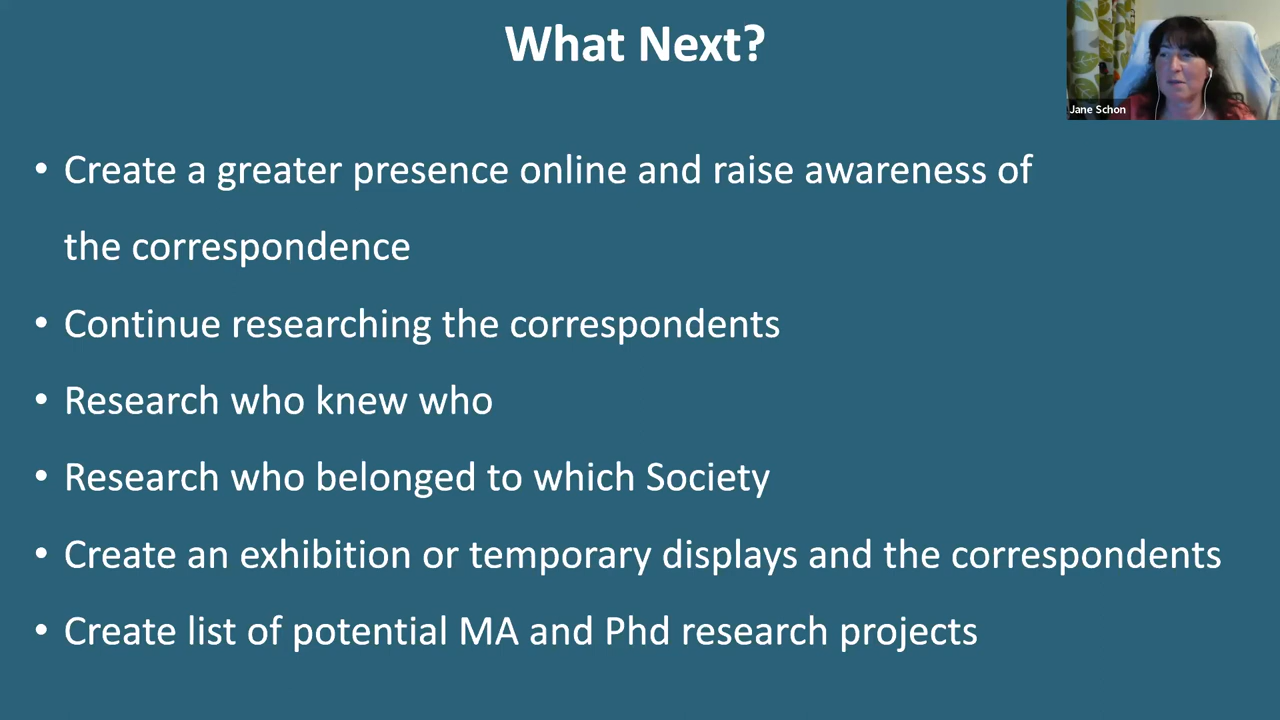 What Next?
Jane Schon
• Create a greater presence online and raise awareness of
the correspondence
• Continue researching the correspondents
• Research who knew who
• Research who belonged to which Society
• Create an exhibition or temporary displays and the correspondents
• Create list of potential MA and Phd research projects